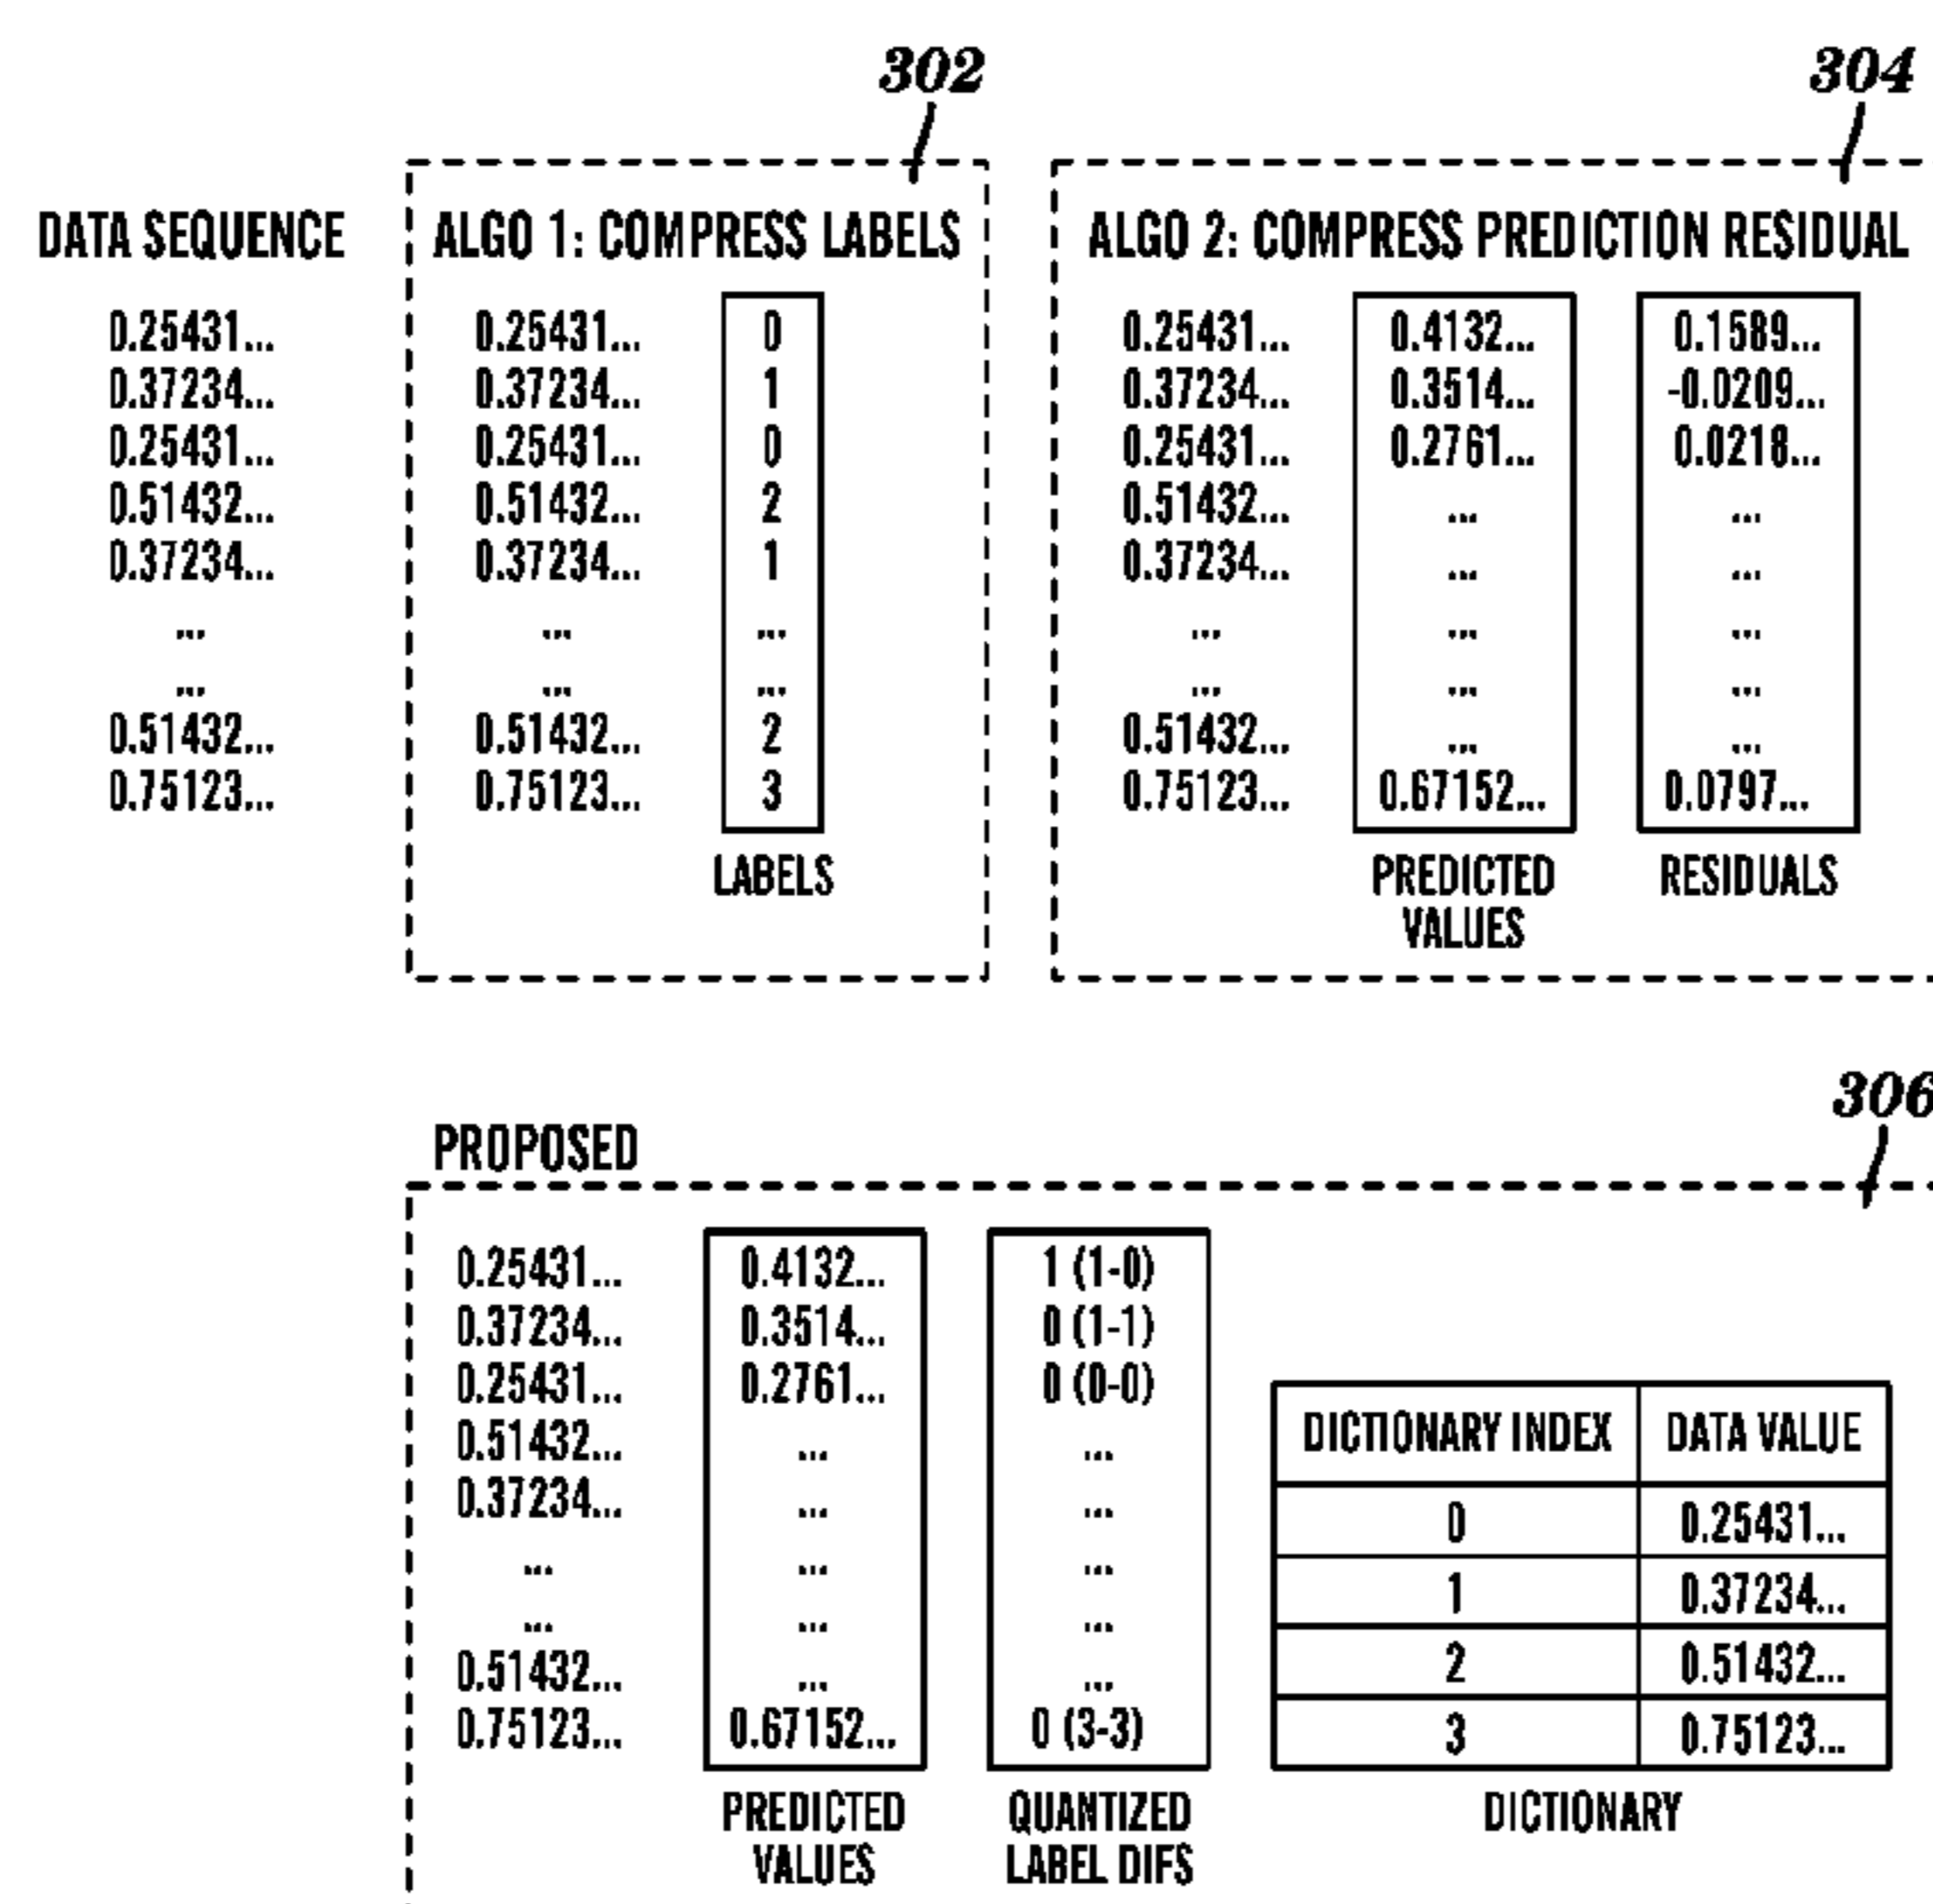 302
304
DATA SEQUENCE
0.25431...
0.37234...
0.25431...
0.51432...
0.37234...
...
...
0.51432...
0.75123...
ALGO 1: COMPRESS LABELS
0.25431... 0
0.37234... 1
0.25431... 0
0.51432... 2
0.37234... 1
... ...
... ...
0.51432... 2
0.75123... 3
LABELS
ALGO 2: COMPRESS PREDICTION RESIDUAL
0.25431... 0.4132... 0.1589...
0.37234... 0.3514... -0.0209...
0.25431... 0.2761... 0.0218...
0.51432... ... ...
0.37234... ... ...
... ... ...
... ... ...
0.51432... ... ...
0.75123... 0.67152... 0.0797...
PREDICTED
VALUES
RESIDUALS
306
PROPOSED
0.25431... 0.4132... 1 (1-0)
0.37234... 0.3514... 0 (1-1)
0.25431... 0.2761... 0 (0-0)
0.51432... ... ...
0.37234... ... ...
... ... ...
... ... ...
0.51432... ... ...
0.75123... 0.67152... 0 (3-3)
PREDICTED
VALUES
QUANTIZED
LABEL DIFS
DICTIONARY INDEX DATA VALUE
0 0.25431...
1 0.37234...
2 0.51432...
3 0.75123...
DICTIONARY